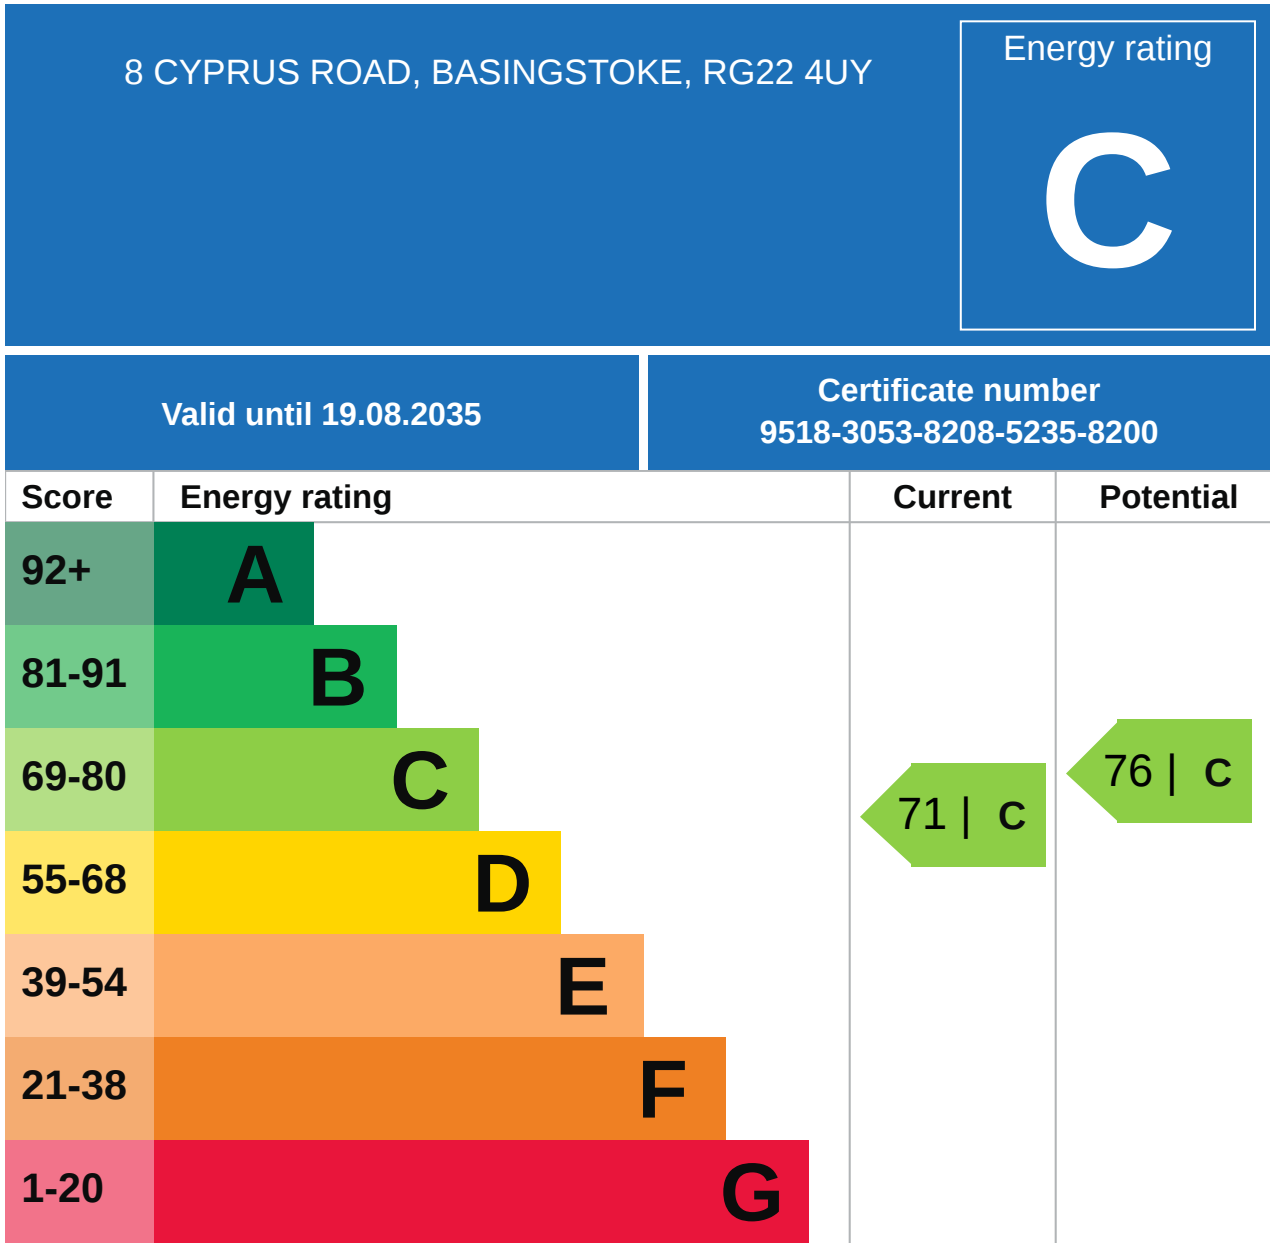 8 CYPRUS ROAD, BASINGSTOKE, RG22 4UY
Energy rating
C
Valid until 19.08.2035
Certificate number
9518-3053-8208-5235-8200
Score Energy rating Current Potential
92+ A
81-91 B
69-80 C
71 | C
76 | C
55-68 D
39-54 E
21-38 F
1-20 G